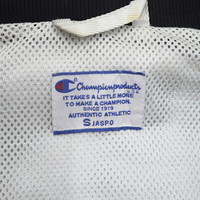 Championproducts
U.S.A.
IT TAKES A LITTLE MORE
TO MAKE A CHAMPION.
SINCE 1919
AUTHENTIC ATHLETIC
S JASPO